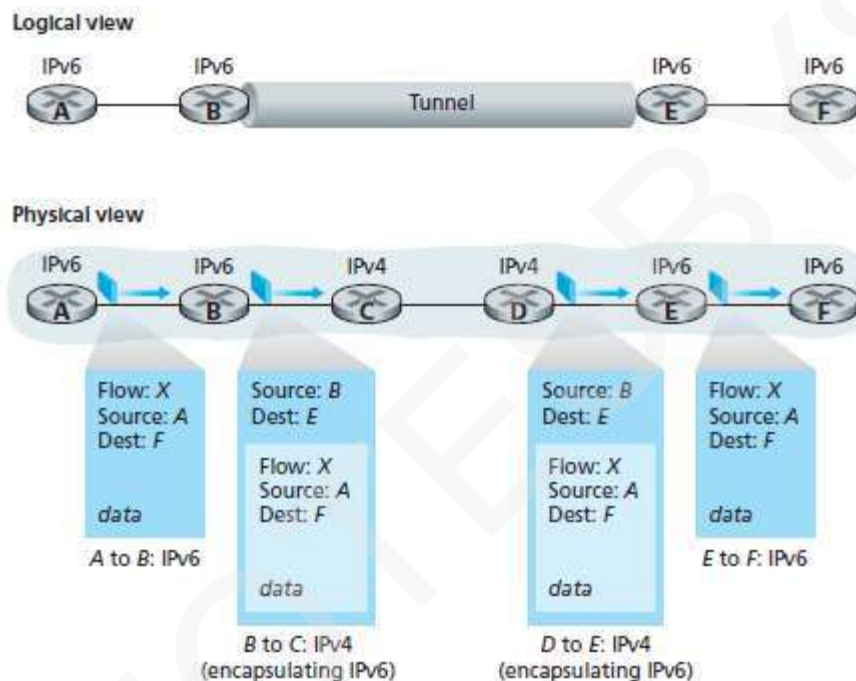 Logical view
IPv6 IPv6 IPv6 IPv6
A B Tunnel E F
Physical view
IPv6 IPv6 IPv4 IPv4 IPv6 IPv6
A B C D E F
Flow: X
Source: A
Dest: F
data
A to B: IPv6
Source: B
Dest: E
Flow: X
Source: A
Dest: F
data
B to C: IPv4
(encapsulating IPv6)
Source: B
Dest: E
Flow: X
Source: A
Dest: F
data
D to E: IPv4
(encapsulating IPv6)
Flow: X
Source: A
Dest: F
data
E to F: IPv6